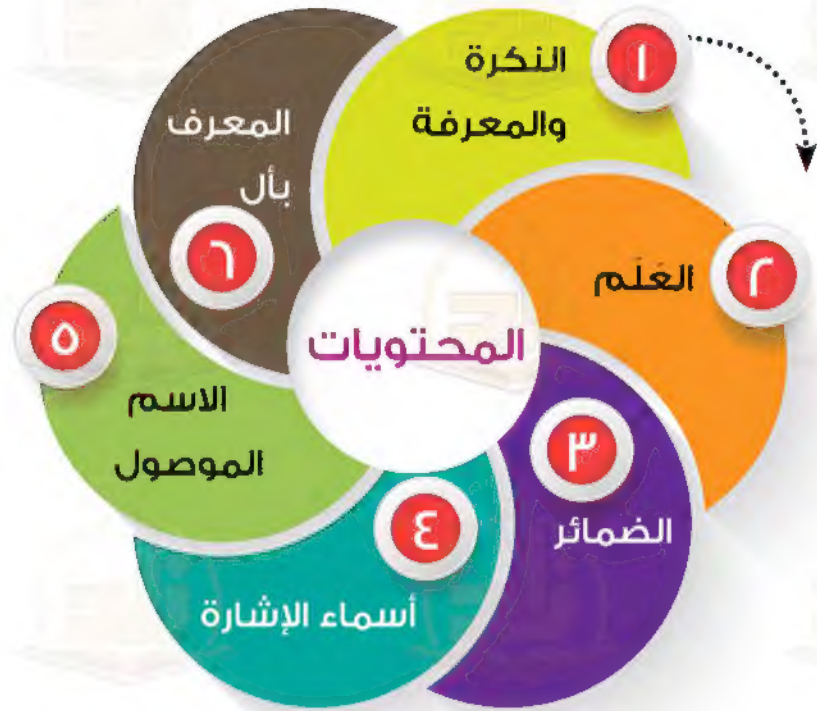 المحتويات
١
النكرة
والمعرفة
٢
العَلَم
٣
الضمائر
٤
أسماء الإشارة
٥
الاسم
الموصول
٦
المعرف
بأل